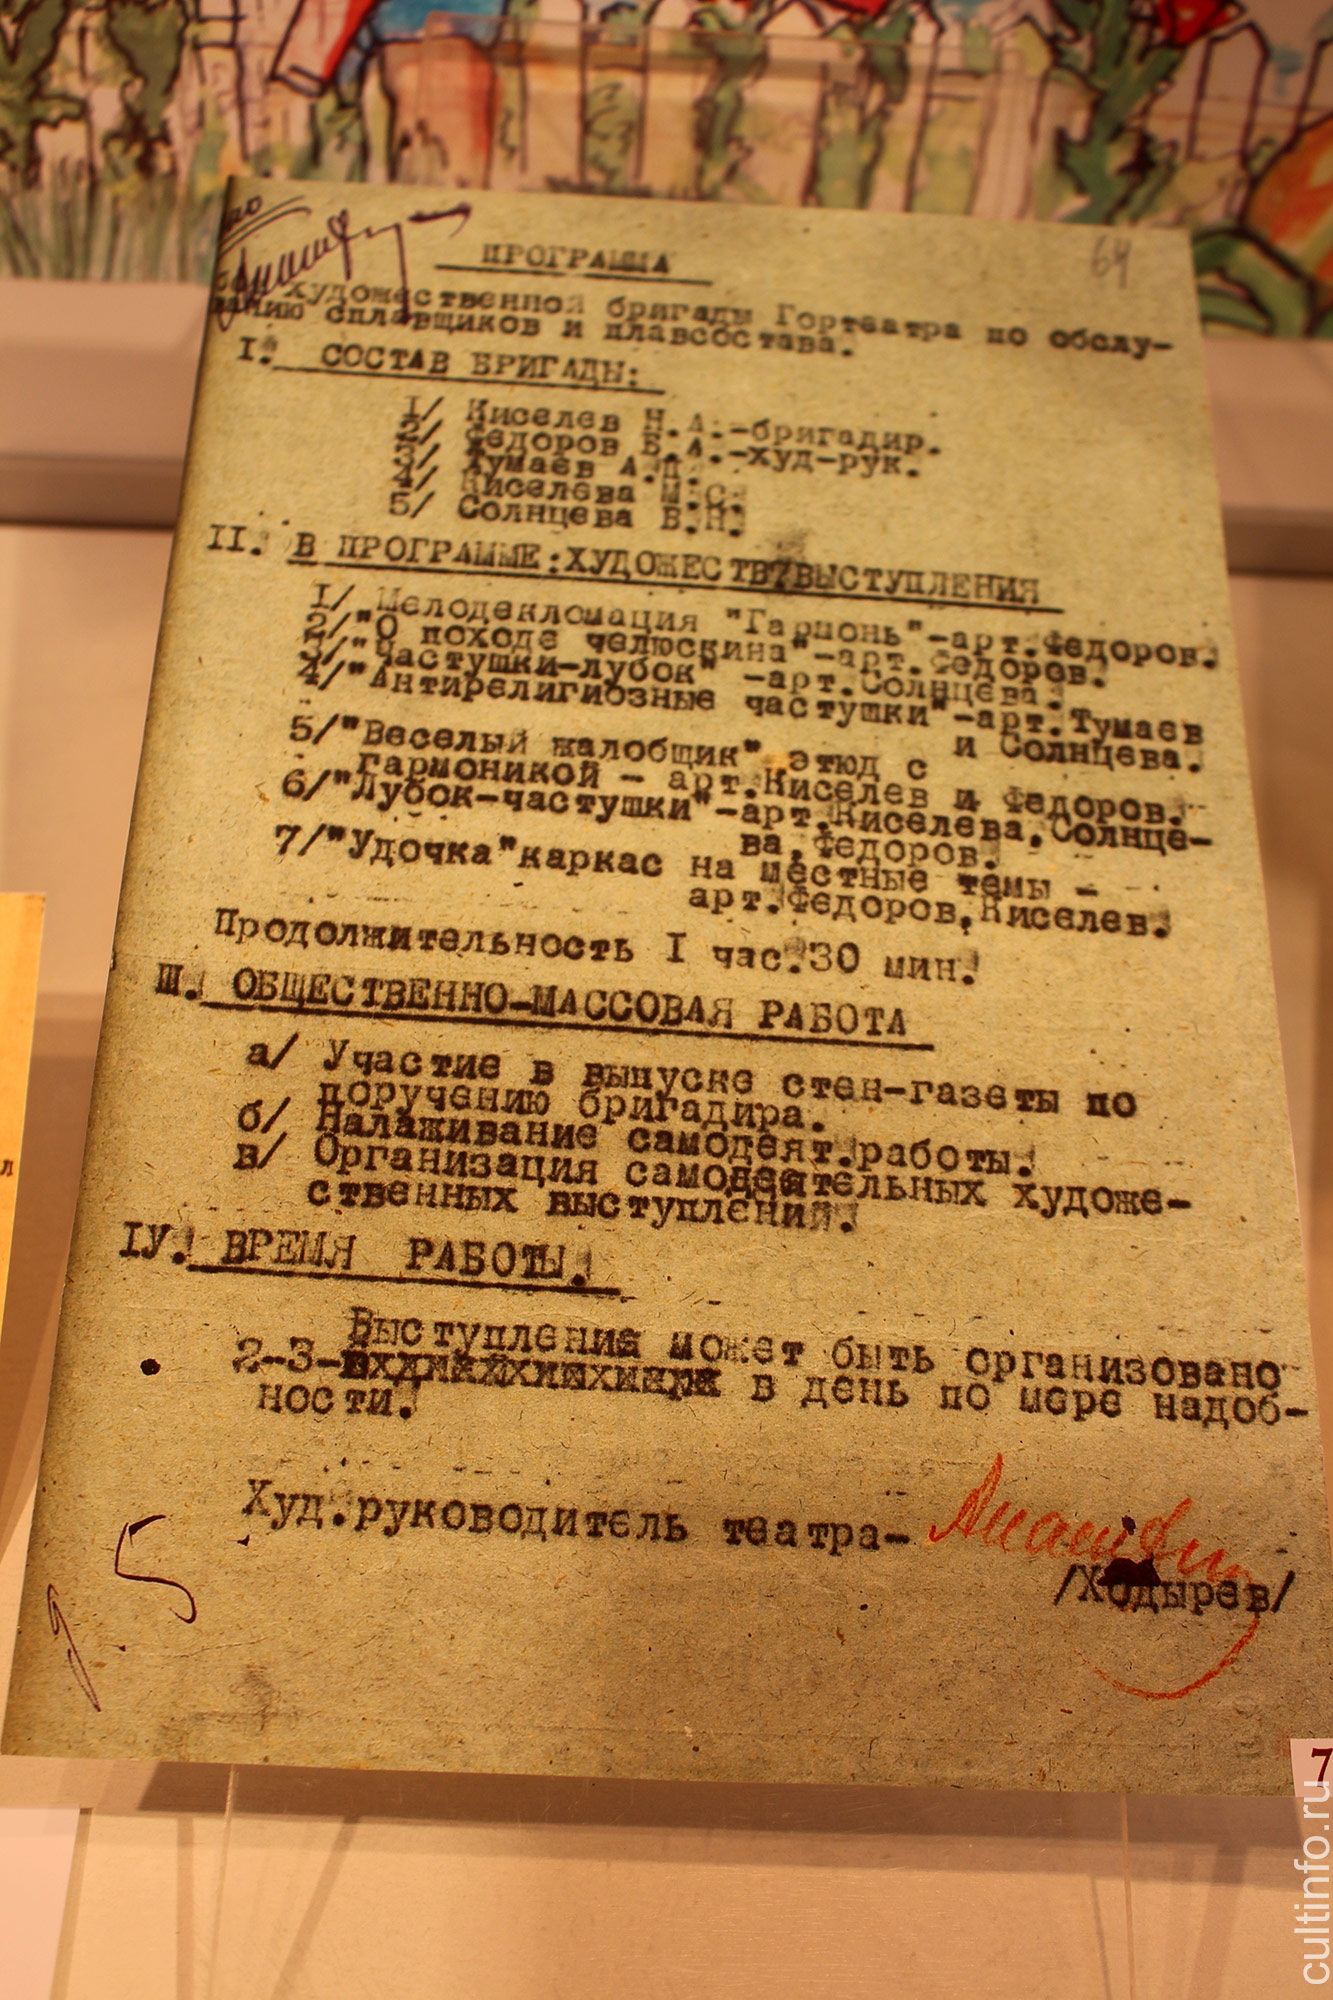 64
ПРОГРАММА
художественной бригады Гортеатра по обслу-
ванию сплавщиков и плавсостава.
I. СОСТАВ БРИГАДЫ:
1/ Киселев Н.А.-бригадир.
2/ Федоров Б.А.-худ-рук.
3/ Тумаев А.П.
4/ Киселева М.С.
5/ Солнцева В.Н.
II. В ПРОГРАММЕ:ХУДОЖЕСТВ.ВЫСТУПЛЕНИЯ
1/ Мелодекломация "Гармонь"-арт.Федоров.
2/"О походе челюскина"-арт.Федоров.
3/"Частушки-лубок" -арт.Солнцева.
4/"Антирелигиозные частушки"-арт.Тумаев
и Солнцева.
5/"Веселый жалобщик" этюд с
гармоникой - арт.Киселев и Федоров.
6/"Лубок-частушки"-арт.Киселева,Солнце-
ва,Федоров.
7/"Удочка"каркас на местные темы -
арт.Федоров,Киселев.
Продолжительность I час.30 мин.
Ш. ОБЩЕСТВЕННО-МАССОВАЯ РАБОТА
а/ Участие в выпуске стен-газеты по
поручению бригадира.
б/ Налаживание самодеят.работы.
в/ Организация самодеятельных художе-
ственных выступлений.
IУ. ВРЕМЯ РАБОТЫ.
Выступление может быть организовано
2-3- в день по мере надоб-
ности.
Худ.руководитель театра-
/Ходырев/
5
7
cultinfo.ru